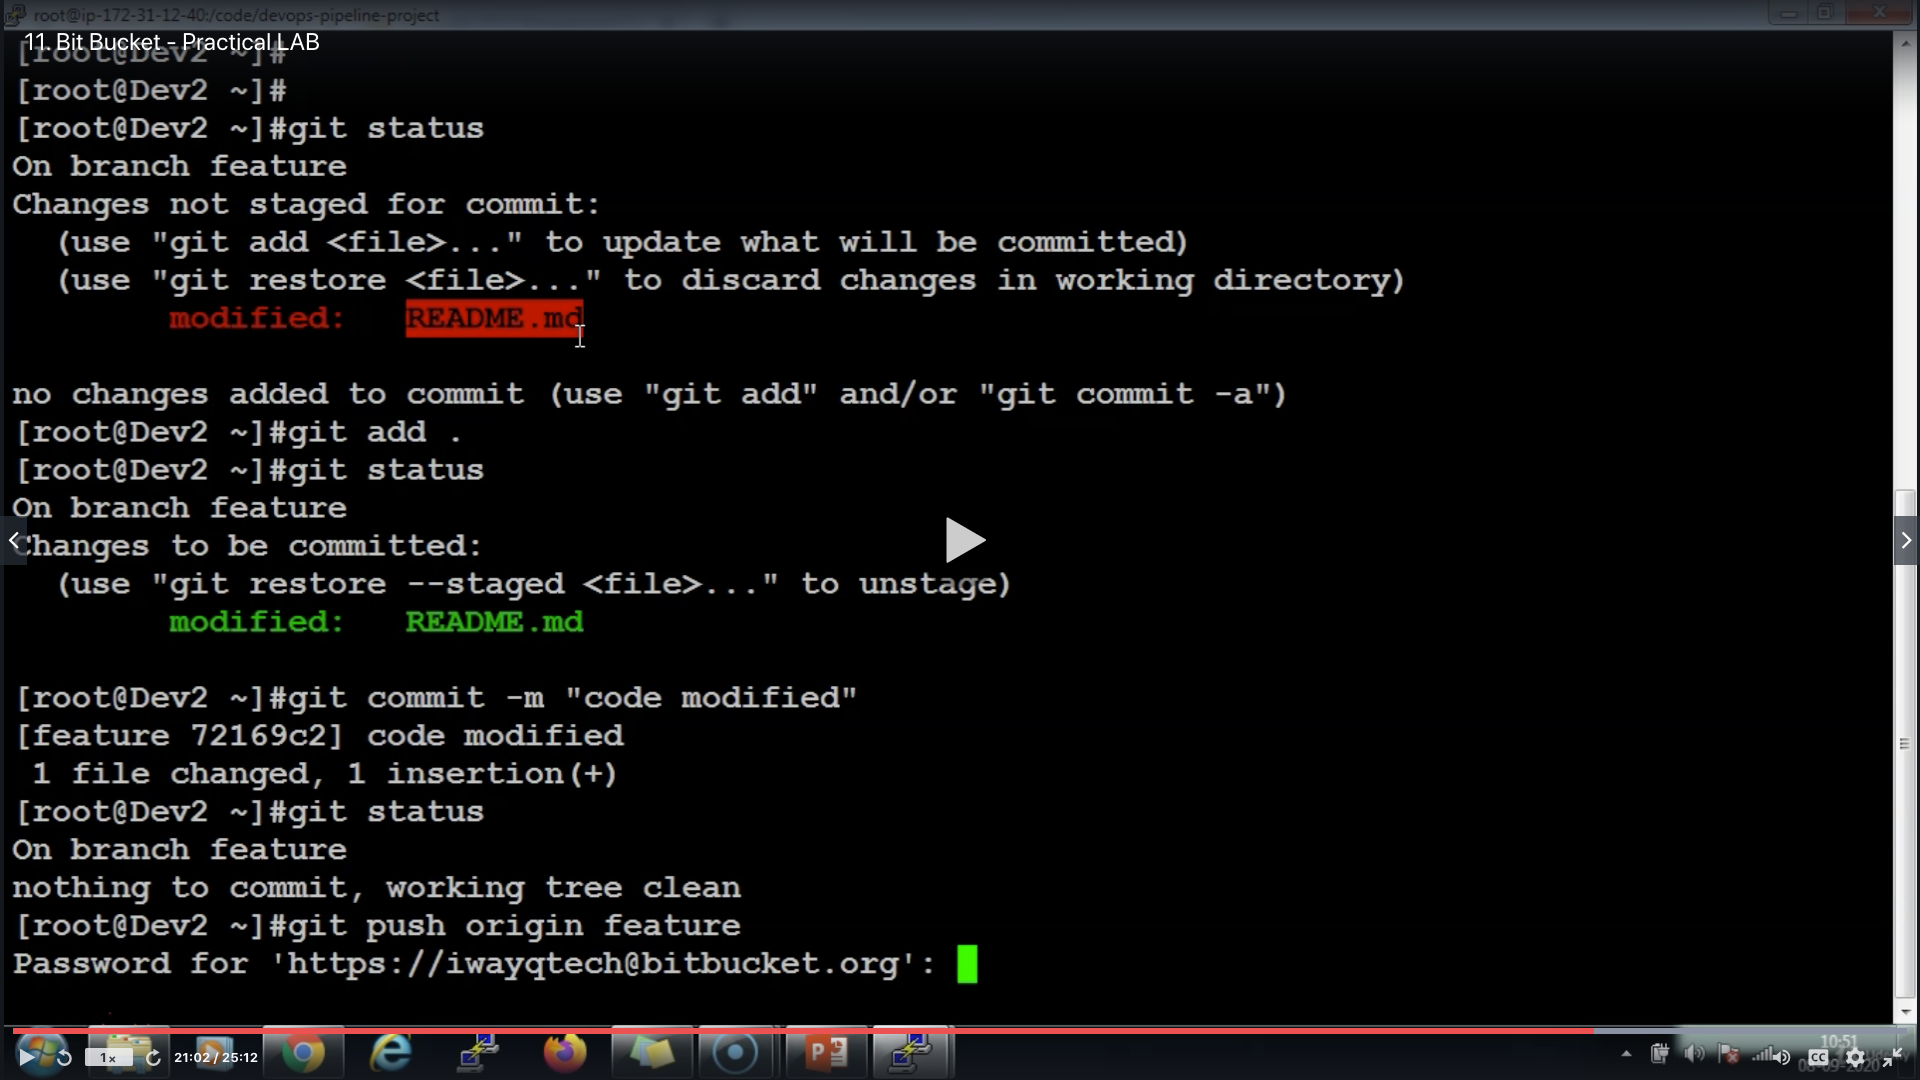 root@ip-172-31-12-40:/code/devops-pipeline-project
11. Bit Bucket - Practical LAB
[root@Dev2 ~]#
[root@Dev2 ~]#
[root@Dev2 ~]#git status
On branch feature
Changes not staged for commit:
  (use "git add <file>..." to update what will be committed)
  (use "git restore <file>..." to discard changes in working directory)
        modified:   README.md
no changes added to commit (use "git add" and/or "git commit -a")
[root@Dev2 ~]#git add .
[root@Dev2 ~]#git status
On branch feature
Changes to be committed:
  (use "git restore --staged <file>..." to unstage)
        modified:   README.md
[root@Dev2 ~]#git commit -m "code modified"
[feature 72169c2] code modified
 1 file changed, 1 insertion(+)
[root@Dev2 ~]#git status
On branch feature
nothing to commit, working tree clean
[root@Dev2 ~]#git push origin feature
Password for 'https://iwayqtech@bitbucket.org':
1x
21:02 / 25:12
P
10:51
CC